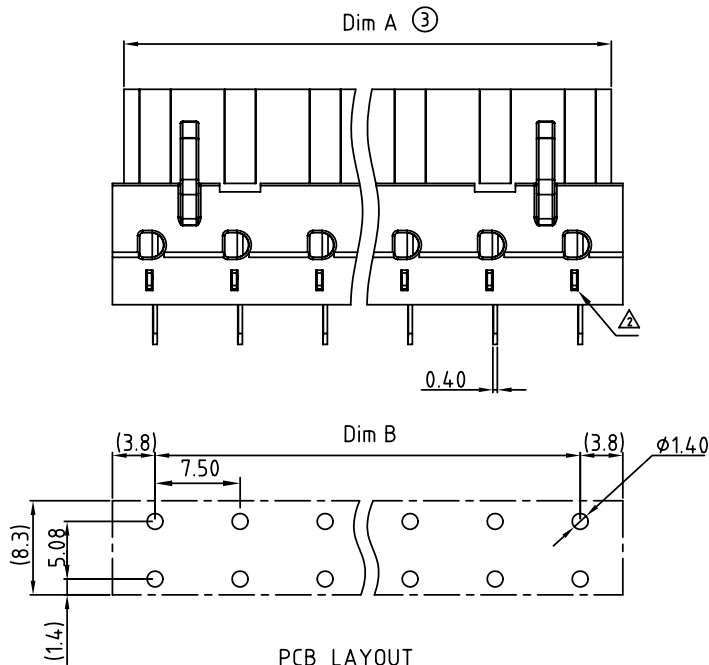 Dim A ③
2
0.40
(3.8)
Dim B
(3.8)
ϕ1.40
7.50
(8.3)
5.08
(1.4)
PCB LAYOUT